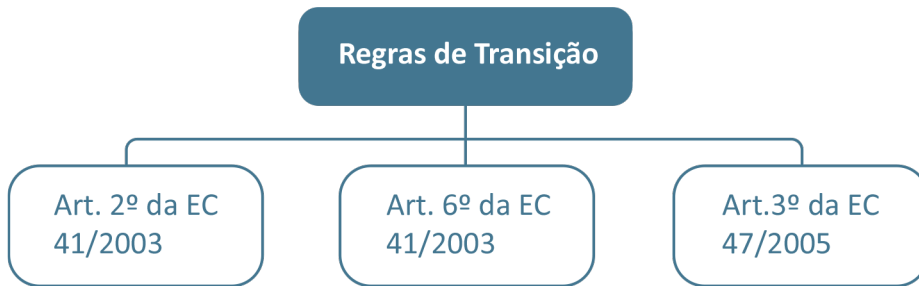 Regras de Transição
Art. 2º da EC
41/2003
Art. 6º da EC
41/2003
Art.3º da EC
47/2005